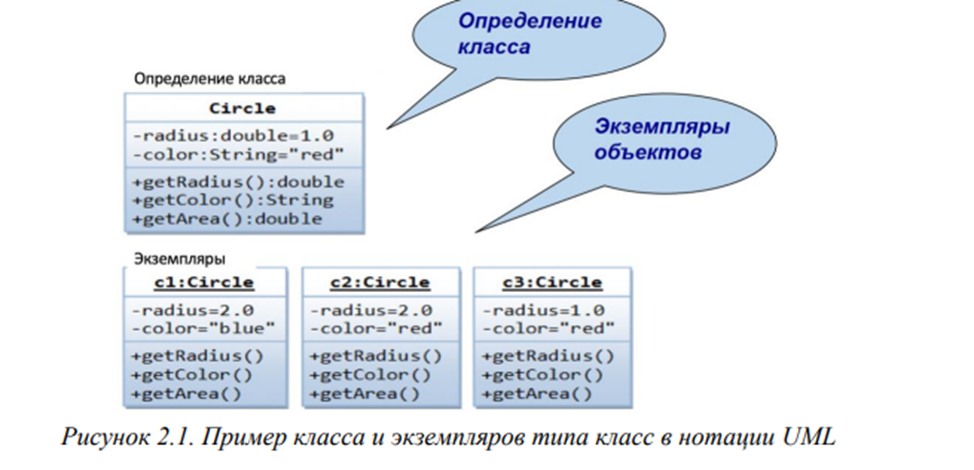 Определение
класса
Определение класса
Circle
-radius:double=1.0
-color:String="red"
+getRadius():double
+getColor():String
+getArea():double
Экземпляры
объектов
Экземпляры
c1:Circle
-radius=2.0
-color="blue"
+getRadius()
+getColor()
+getArea()
c2:Circle
-radius=2.0
-color="red"
+getRadius()
+getColor()
+getArea()
c3:Circle
-radius=1.0
-color="red"
+getRadius()
+getColor()
+getArea()
Рисунок 2.1. Пример класса и экземпляров типа класс в нотации UML